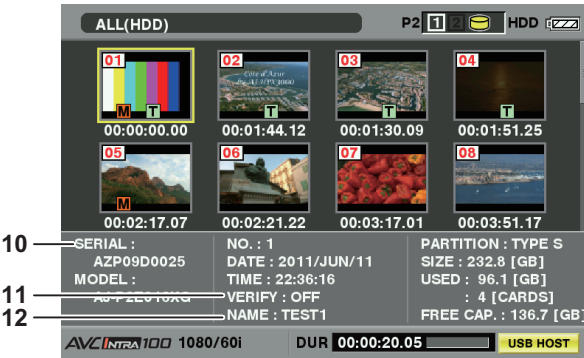 ALL(HDD) P2 1 2 HDD
01 02 03 04
Côte d'Azur
by AJ-HPX3000
M T T T T
00:00:00.00 00:01:44.12 00:01:30.09 00:01:51.25
05 06 07 08
M
00:02:17.07 00:02:21.22 00:03:17.01 00:03:51.17
10 SERIAL : NO. : 1 PARTITION : TYPE S
AZP09D0025 DATE : 2011/JUN/11 SIZE : 232.8 [GB]
MODEL : TIME : 22:36:16 USED : 96.1 [GB]
11 AJ-P2E016XG VERIFY : OFF : 4 [CARDS]
12 NAME : TEST1 FREE CAP. : 136.7 [GB]
AVC INTRA 100 1080/60i DUR 00:00:20.05 USB HOST